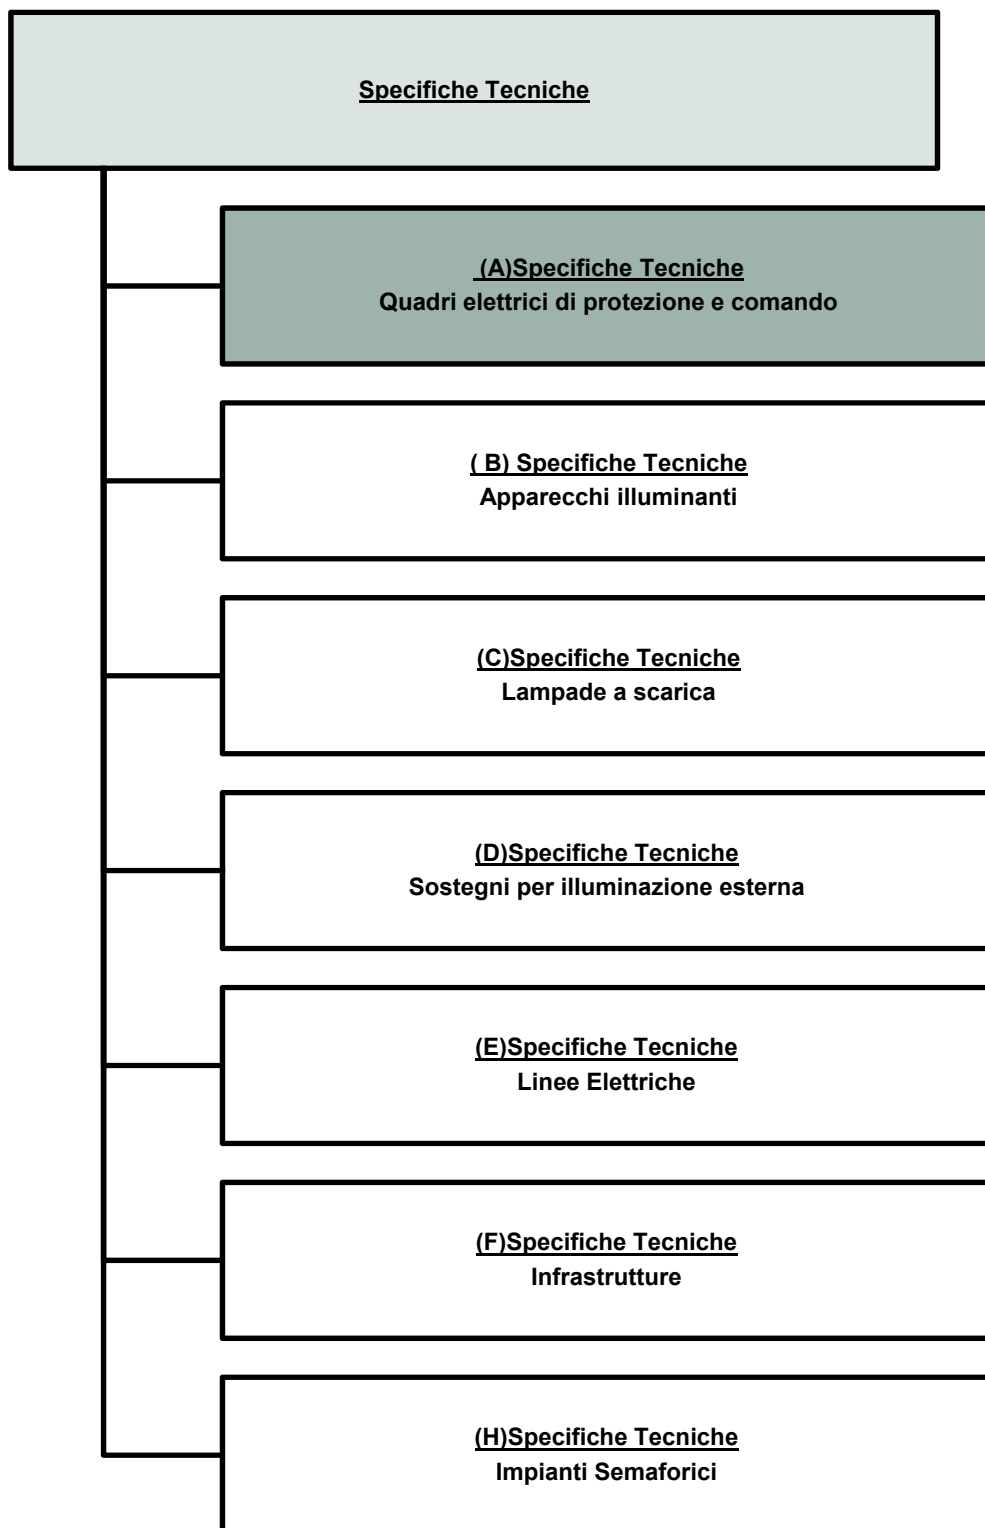 Specifiche Tecniche
(A)Specifiche Tecniche
Quadri elettrici di protezione e comando
( B) Specifiche Tecniche
Apparecchi illuminanti
(C)Specifiche Tecniche
Lampade a scarica
(D)Specifiche Tecniche
Sostegni per illuminazione esterna
(E)Specifiche Tecniche
Linee Elettriche
(F)Specifiche Tecniche
Infrastrutture
(H)Specifiche Tecniche
Impianti Semaforici